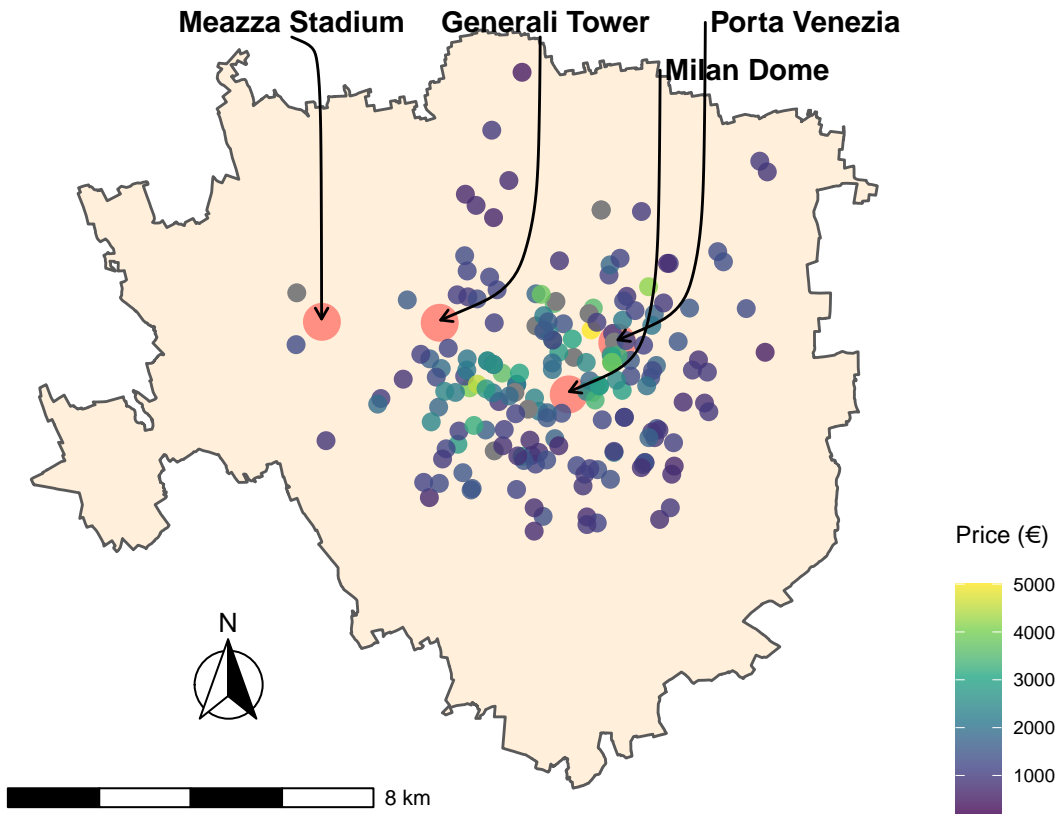 Meazza Stadium
Generali Tower
Porta Venezia
Milan Dome
Price (€)
5000
4000
3000
2000
1000
N
8 km